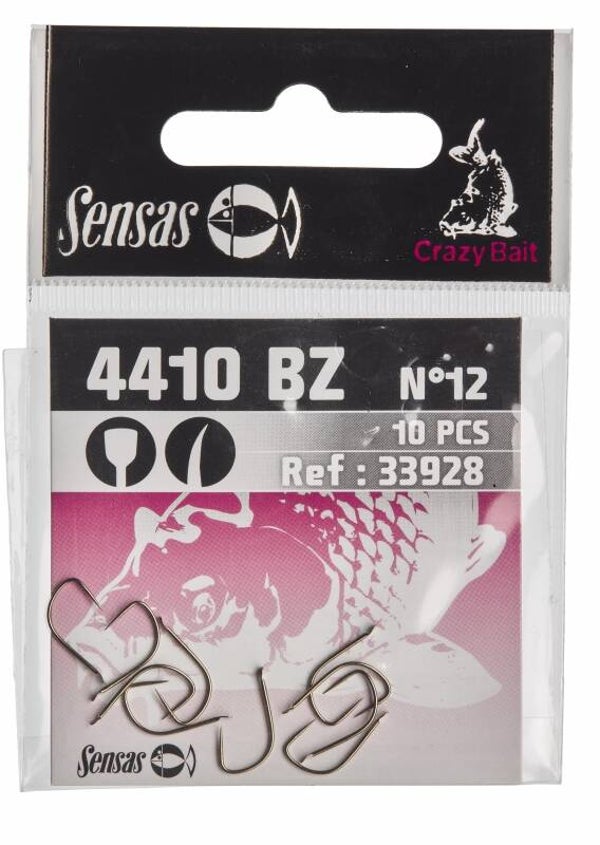 Sensas
Crazy Bait
4410 BZ N°12
10 PCS
Ref : 33928
Sensas